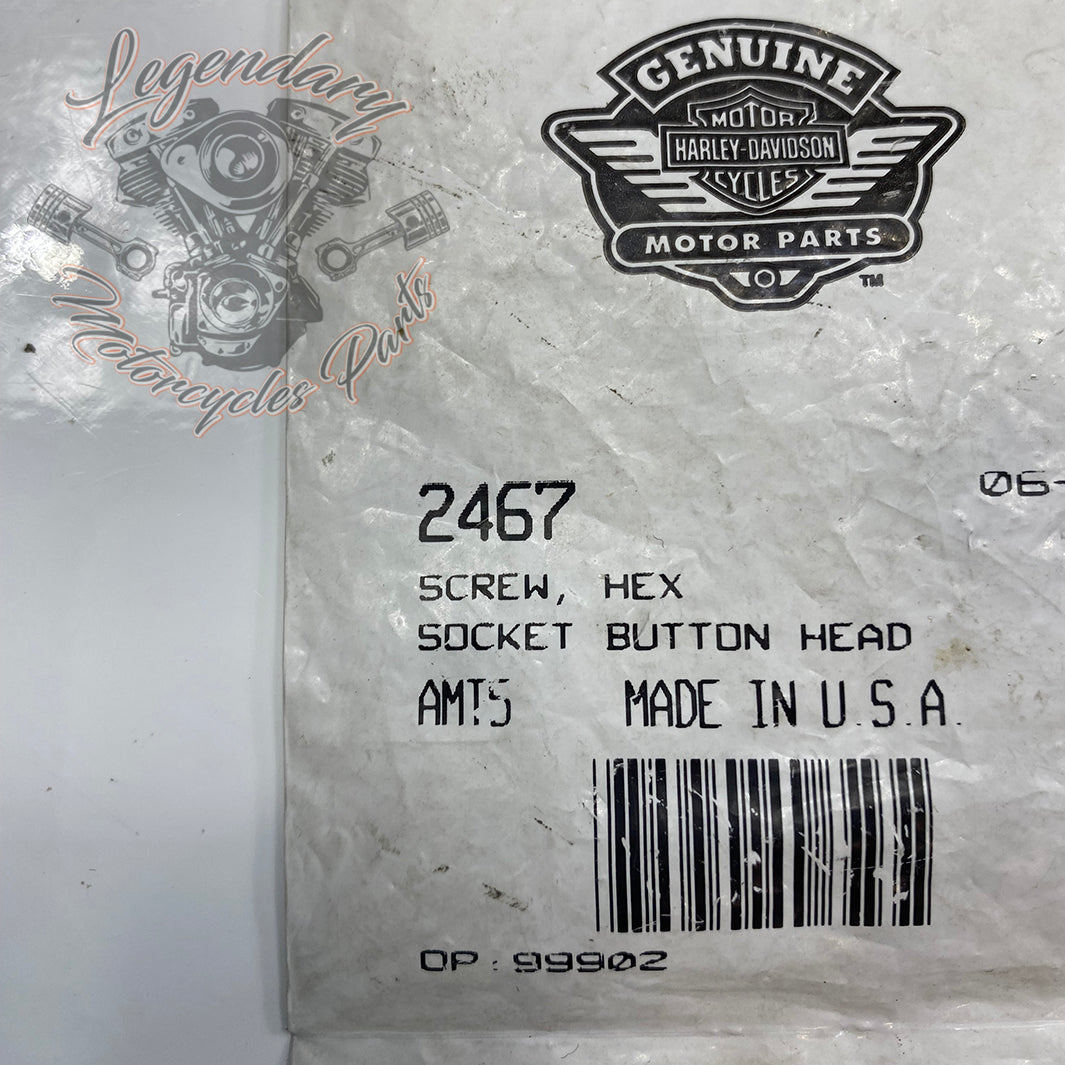 Legendary
Motorcycles Parts
GENUINE
MOTOR
HARLEY-DAVIDSON
CYCLES
MOTOR PARTS
TM
2467
06-
SCREW, HEX
SOCKET BUTTON HEAD
AMT5 MADE IN U.S.A.
OP: 99902